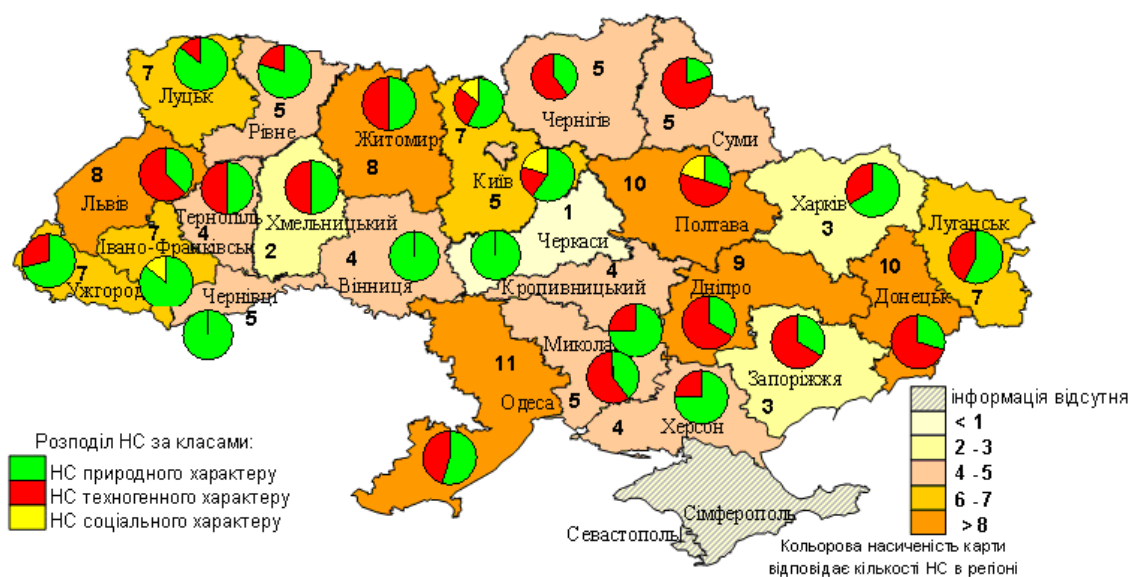 7
Луцьк
5
Рівне
Житомир
8
7
Київ
5
5
Чернігів
5
Суми
8
Львів
Тернопіль
4
Хмельницький
2
7
Івано-Франківськ
7
Ужгород
Чернівці
5
4
Вінниця
1
Черкаси
10
Полтава
Харків
3
Луганськ
7
4
Кропивницький
9
Дніпро
10
Донецьк
11
Одеса
Микола
5
4
Херсон
Запоріжжя
3
Сімферополь
Севастополь
Розподіл НС за класами:
НС природного характеру
НС техногенного характеру
НС соціального характеру
інформація відсутня
< 1
2 - 3
4 - 5
6 - 7
> 8
Кольорова насиченість карти
відповідає кількості НС в регіоні